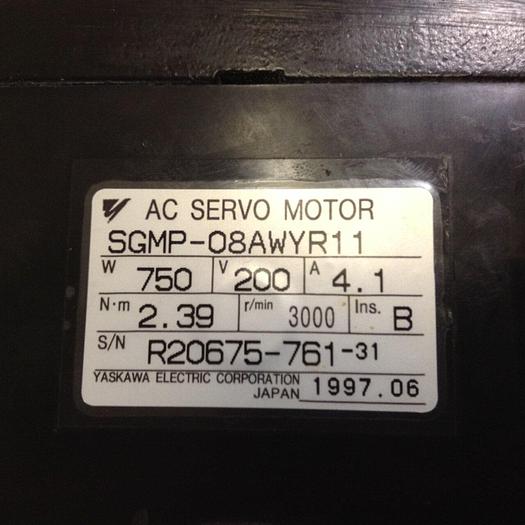 AC SERVO MOTOR
SGMP-08AWYR11
W 750 V 200 A 4.1
N·m 2.39 r/min 3000 Ins. B
S/N R20675-761-31
YASKAWA ELECTRIC CORPORATION
JAPAN 1997.06